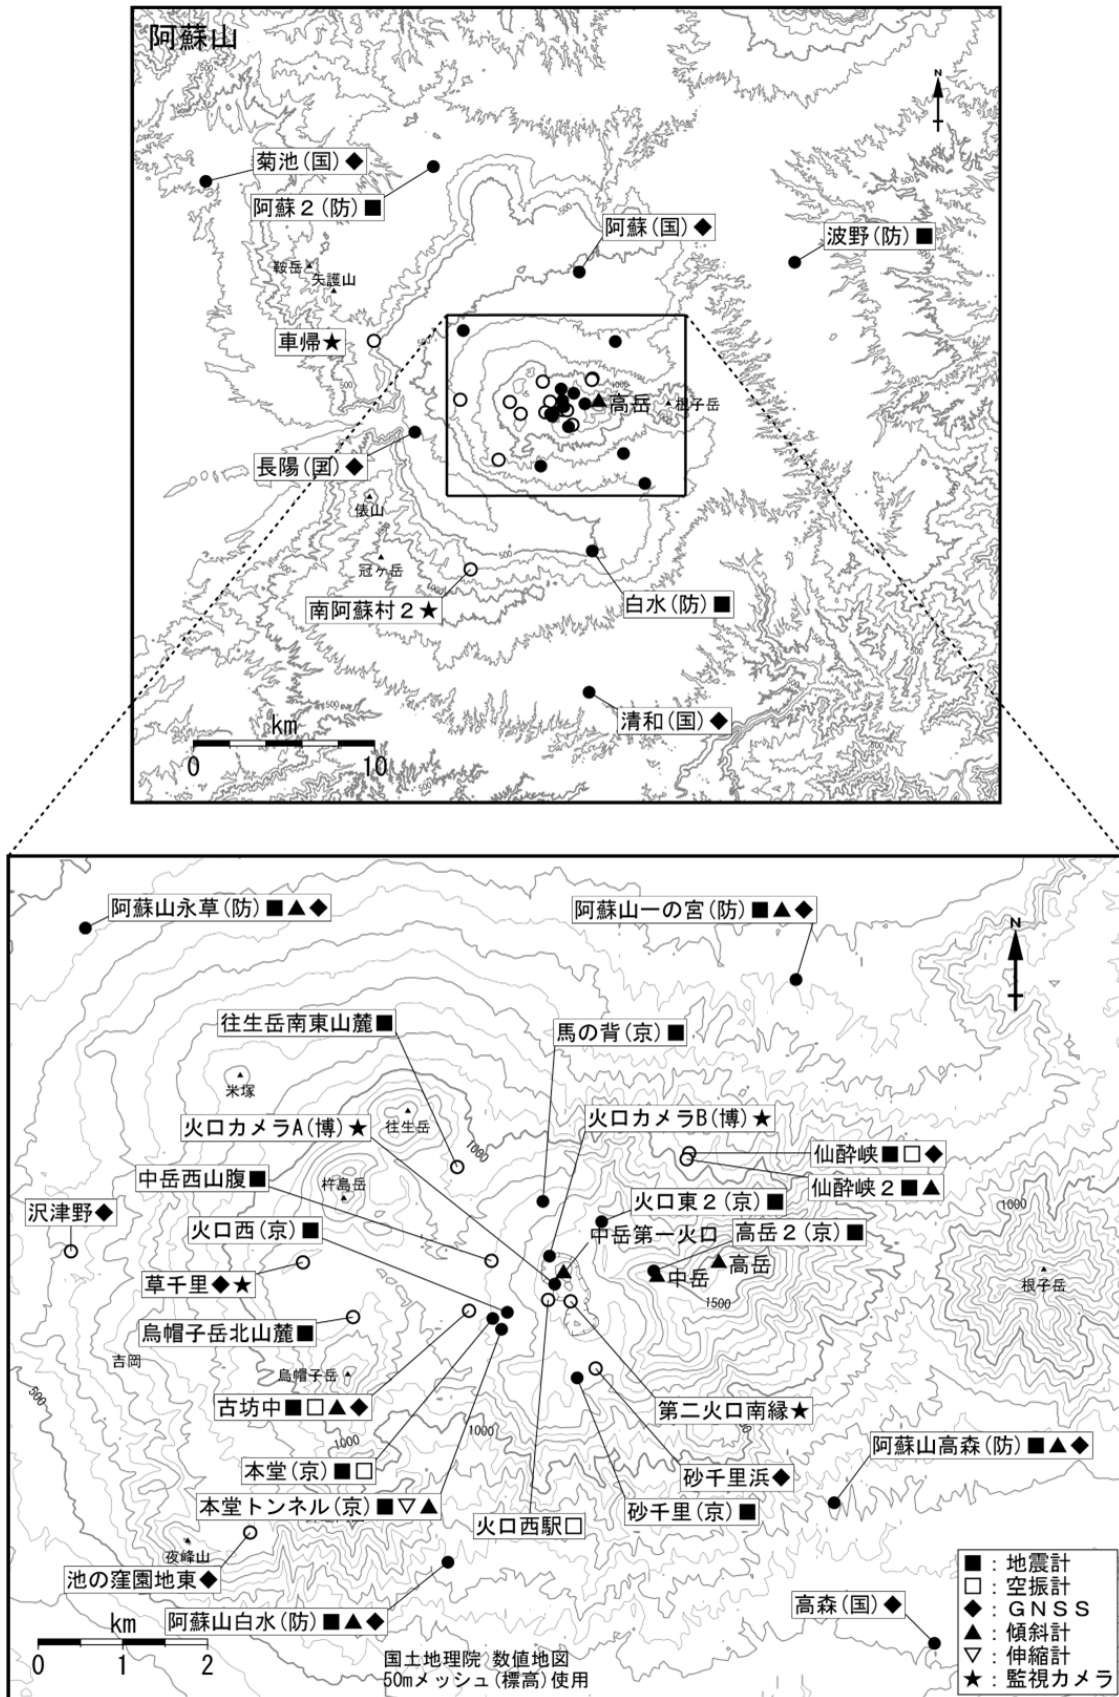 阿蘇山
N
菊池(国)◆
阿蘇2(防)■
阿蘇(国)◆
波野(防)■
鞍岳
矢護山
車帰★
高岳
根子岳
長陽(国)◆
俵山
冠ヶ岳
南阿蘇村2★
白水(防)■
清和(国)◆
km
0 10
500
500
500
1000
500
500
阿蘇山永草(防)■▲◆
阿蘇山一の宮(防)■▲◆
N
往生岳南東山麓■
馬の背(京)■
米塚
往生岳
火口カメラA(博)★
火口カメラB(博)★
1000
仙酔峡■□◆
中岳西山腹■
杵島岳
仙酔峡2■▲
沢津野◆
火口東2(京)■
1000
火口西(京)■
中岳第一火口
高岳2(京)■
草千里◆★
中岳
高岳
根子岳
1500
烏帽子岳北山麓■
吉岡
烏帽子岳
500
古坊中■□▲◆
第二火口南縁★
1000
1000
阿蘇山高森(防)■▲◆
本堂(京)■□
砂千里浜◆
本堂トンネル(京)■▽▲
火口西駅□
砂千里(京)■
夜峰山
池の窪園地東◆
阿蘇山白水(防)■▲◆
高森(国)◆
km
0 1 2
国土地理院 数値地図
50mメッシュ(標高)使用
■:地震計
□:空振計
◆:GNSS
▲:傾斜計
▽:伸縮計
★:監視カメラ